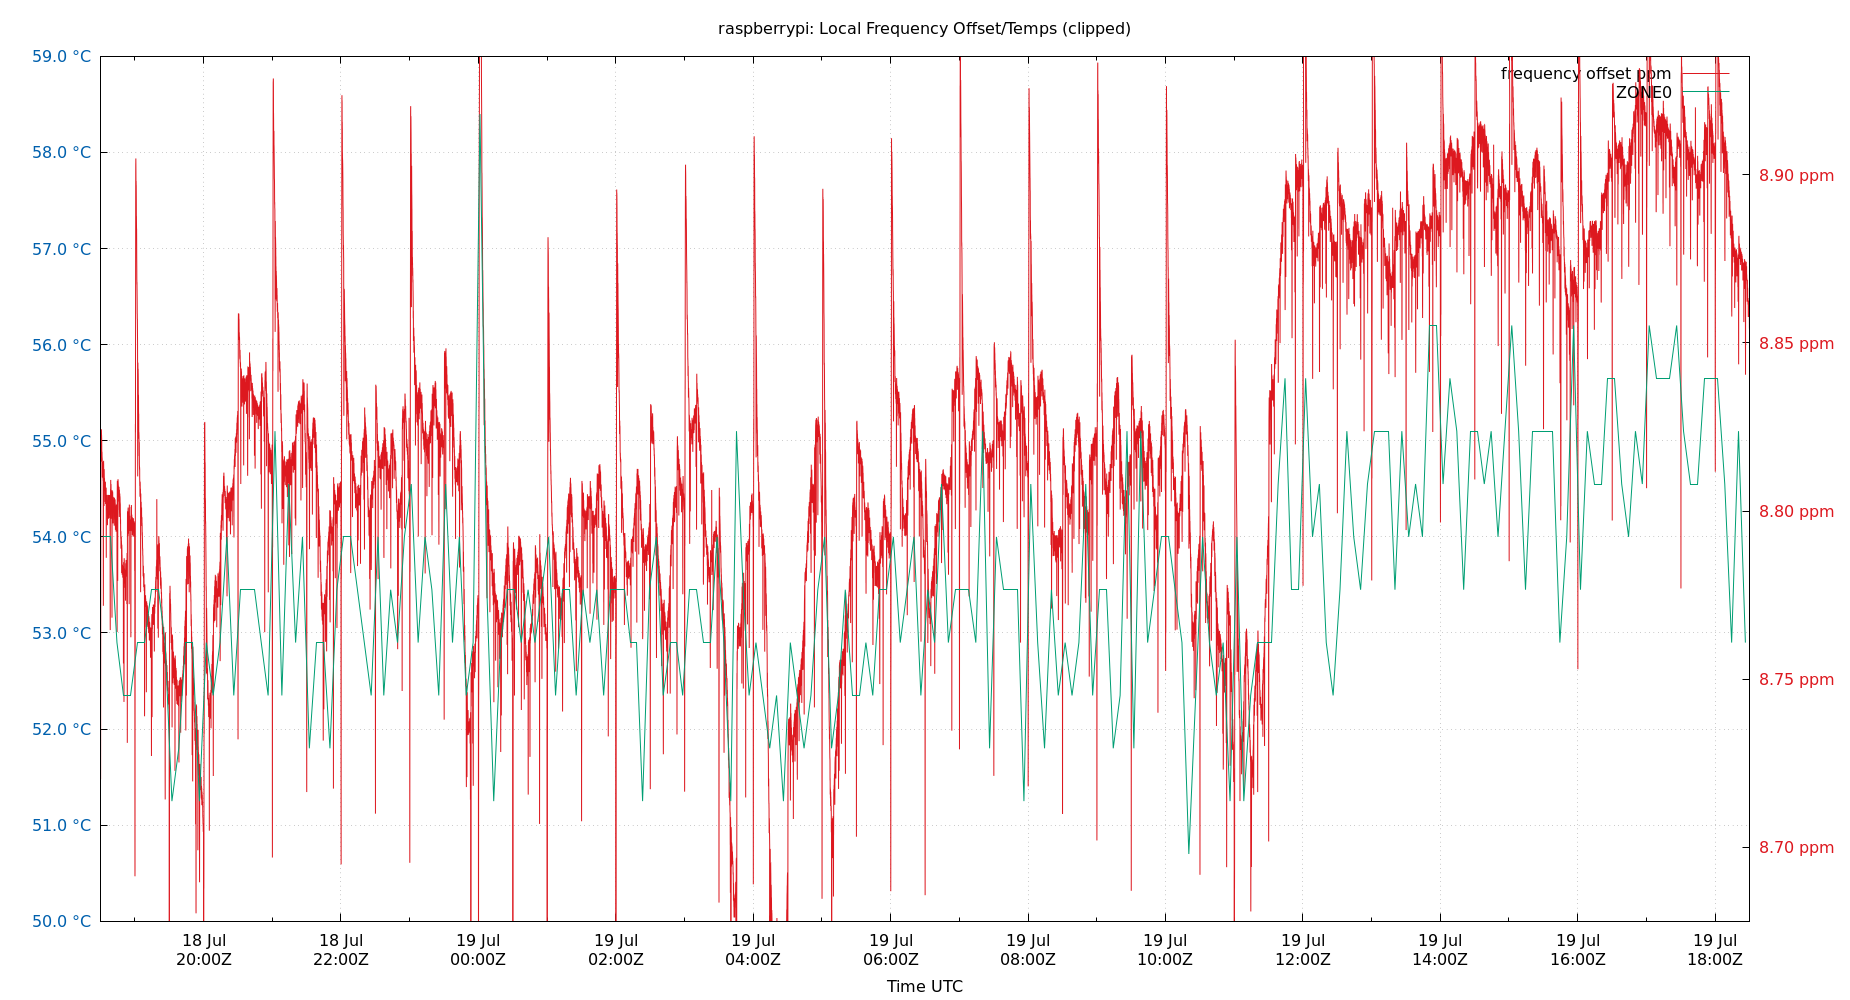 raspberrypi: Local Frequency Offset/Temps (clipped)
frequency offset ppm
ZONE0
59.0 °C
58.0 °C
57.0 °C
56.0 °C
55.0 °C
54.0 °C
53.0 °C
52.0 °C
51.0 °C
50.0 °C
8.90 ppm
8.85 ppm
8.80 ppm
8.75 ppm
8.70 ppm
18 Jul
20:00Z
18 Jul
22:00Z
19 Jul
00:00Z
19 Jul
02:00Z
19 Jul
04:00Z
19 Jul
06:00Z
19 Jul
08:00Z
19 Jul
10:00Z
19 Jul
12:00Z
19 Jul
14:00Z
19 Jul
16:00Z
19 Jul
18:00Z
Time UTC